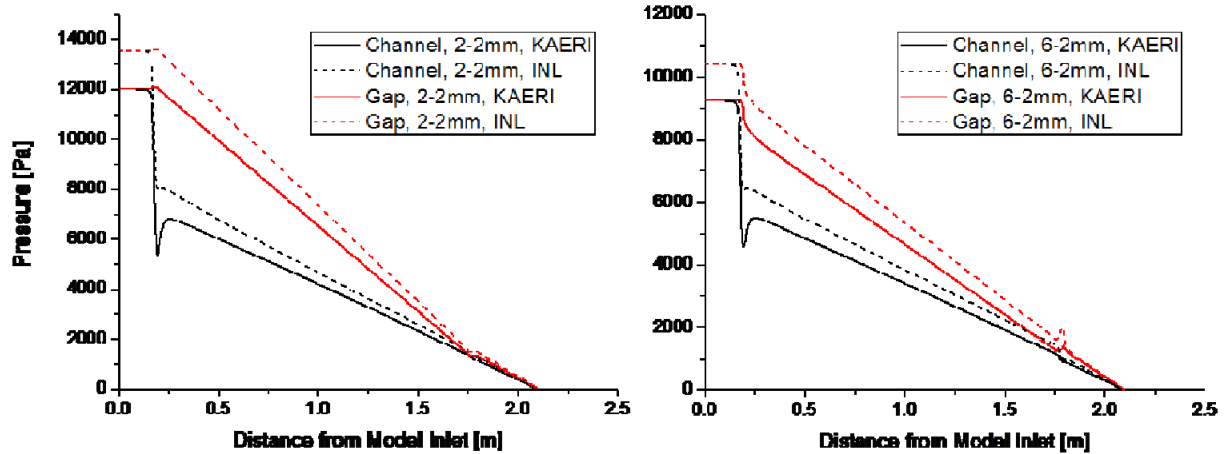 14000
12000
10000
8000
6000
4000
2000
0
Pressure [Pa]
Channel, 2-2mm, KAERI
Channel, 2-2mm, INL
Gap, 2-2mm, KAERI
Gap, 2-2mm, INL
0.0 0.5 1.0 1.5 2.0 2.5
Distance from Model Inlet [m]
12000
10000
8000
6000
4000
2000
0
Channel, 6-2mm, KAERI
Channel, 6-2mm, INL
Gap, 6-2mm, KAERI
Gap, 6-2mm, INL
0.0 0.5 1.0 1.5 2.0 2.5
Distance from Model Inlet [m]